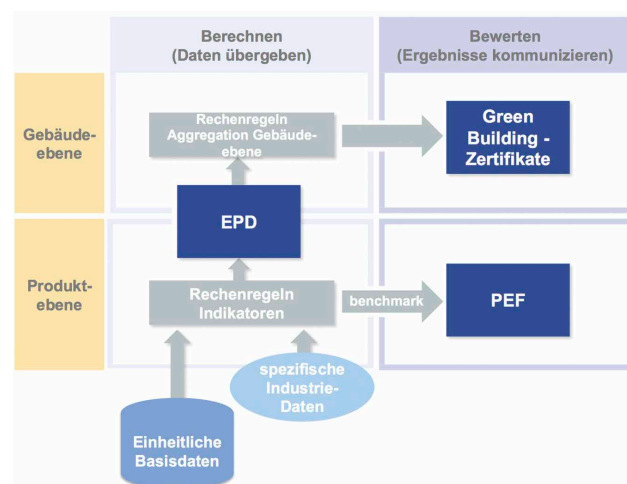 Berechnen
(Daten übergeben)
Bewerten
(Ergebnisse kommunizieren)
Gebäude-
ebene
Rechenregeln
Aggregation Gebäude-
ebene
Green
Building -
Zertifikate
EPD
Produkt-
ebene
Rechenregeln
Indikatoren
benchmark
PEF
spezifische
Industrie-
Daten
Einheitliche
Basisdaten